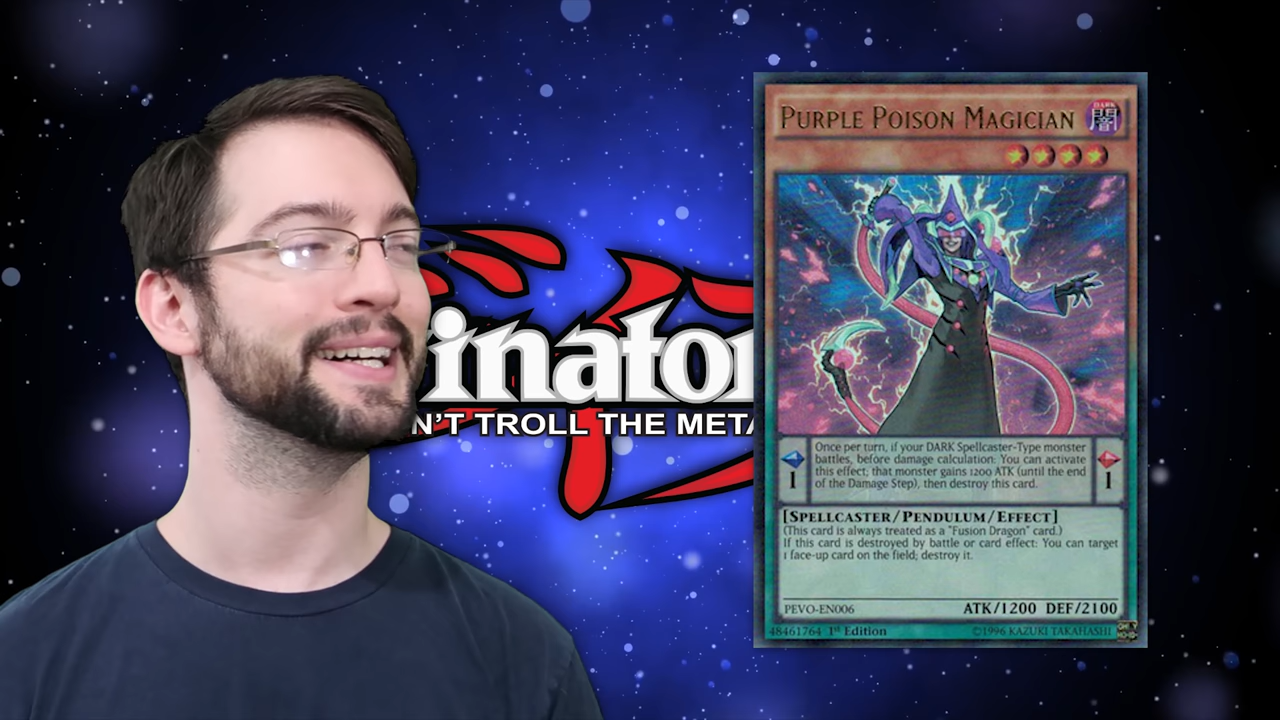 inator
N'T TROLL THE META
PURPLE POISON MAGICIAN
DARK
闇
1
Once per turn, if your DARK Spellcaster-Type monster
battles, before damage calculation: You can activate
this effect; that monster gains 1200 ATK (until the end
of the Damage Step), then destroy this card.
1
[SPELLCASTER/PENDULUM/EFFECT]
(This card is always treated as a "Fusion Dragon" card.)
If this card is destroyed by battle or card effect: You can target
1 face-up card on the field; destroy it.
PEVO-EN006
ATK/1200 DEF/2100
48461764 1st Edition
©1996 KAZUKI TAKAHASHI